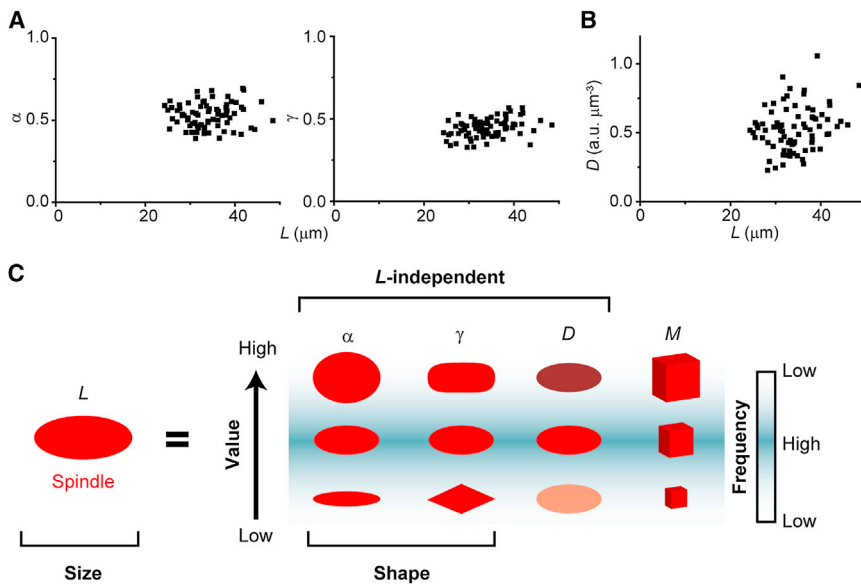 A
B
1.0
0.5
0.0
α
0
20
40
1.0
0.5
0.0
γ
0
20
40
L (μm)
1.0
0.5
0
D (a.u. μm⁻³)
0
20
40
L (μm)
C
L-independent
α γ D M
High
Low
Value
L
Spindle
=
Size
Shape
Frequency
Low
High
Low